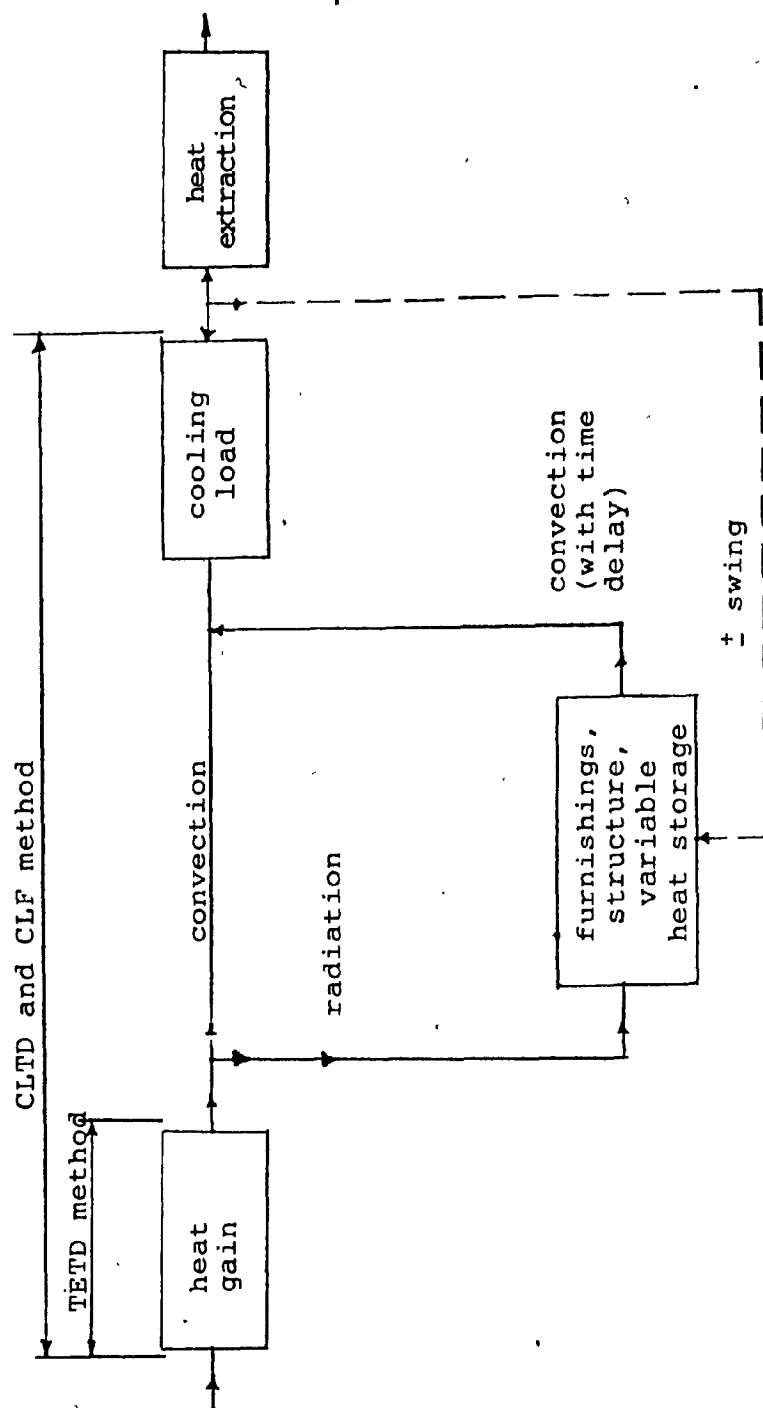 CLTD and CLF method
TETD method
heat
gain
convection
radiation
furnishings,
structure,
variable
heat storage
convection
(with time
delay)
cooling
load
± swing
heat
extraction